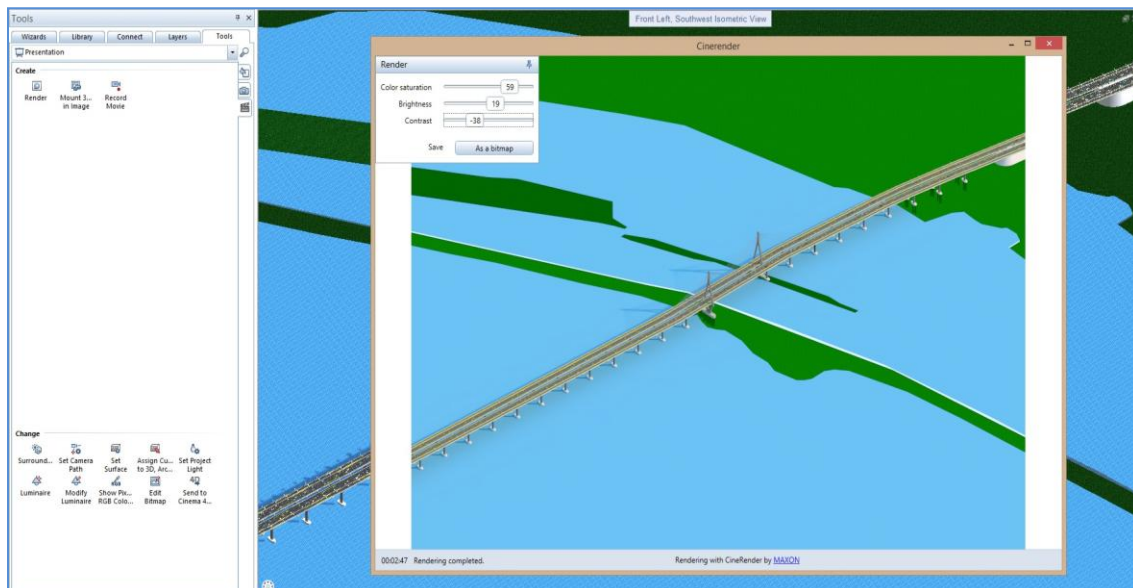 Tools
Wizards Library Connect Layers Tools
Presentation
Create
Render Mount 3... in Image Record Movie
Change
Surround... Set Camera Path Set Surface Assign Cu... to 3D, Arc... Set Project Light
Luminaire Modify Luminaire Show Pix... RGB Colo... Edit Bitmap Send to Cinema 4...
Front Left, Southwest Isometric View
Cinerender
Render
Color saturation 59
Brightness 19
Contrast -38
Save As a bitmap
00:02:47 Rendering completed. Rendering with CineRender by MAXON